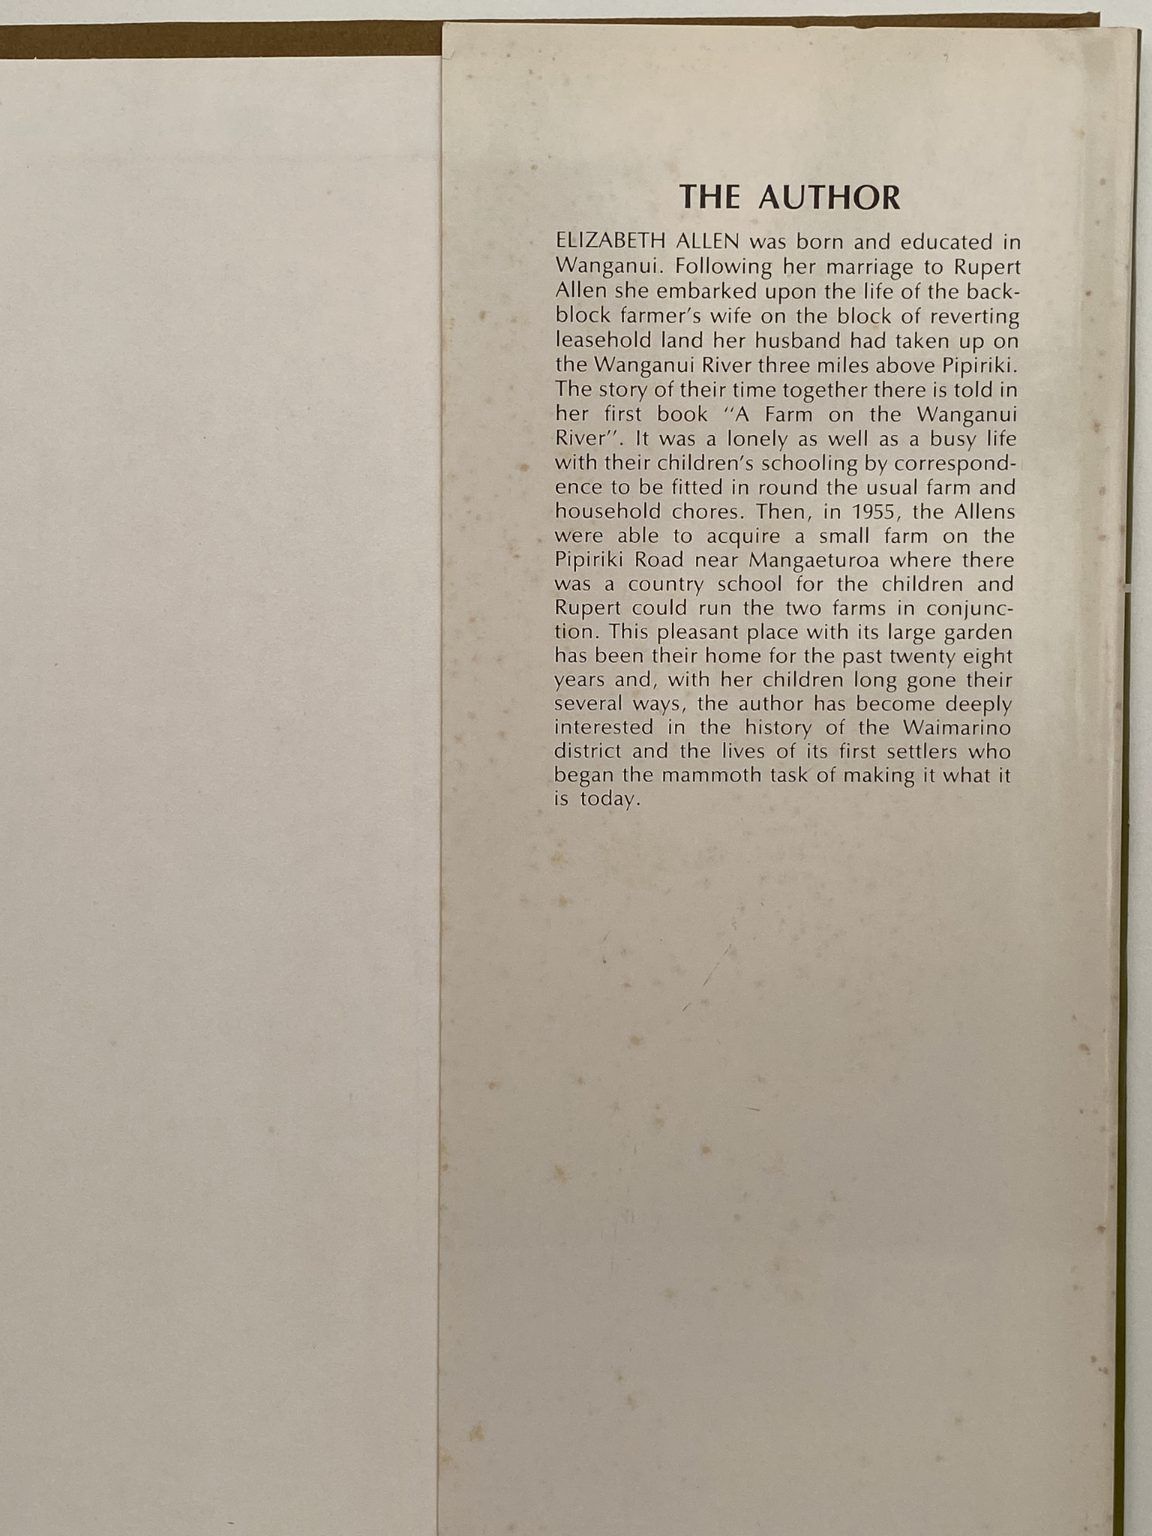 THE AUTHOR
ELIZABETH ALLEN was born and educated in
Wanganui. Following her marriage to Rupert
Allen she embarked upon the life of the back-
block farmer's wife on the block of reverting
leasehold land her husband had taken up on
the Wanganui River three miles above Pipiriki.
The story of their time together there is told in
her first book "A Farm on the Wanganui
River". It was a lonely as well as a busy life
with their children's schooling by correspond-
ence to be fitted in round the usual farm and
household chores. Then, in 1955, the Allens
were able to acquire a small farm on the
Pipiriki Road near Mangaeturoa where there
was a country school for the children and
Rupert could run the two farms in conjunc-
tion. This pleasant place with its large garden
has been their home for the past twenty eight
years and, with her children long gone their
several ways, the author has become deeply
interested in the history of the Waimarino
district and the lives of its first settlers who
began the mammoth task of making it what it
is today.